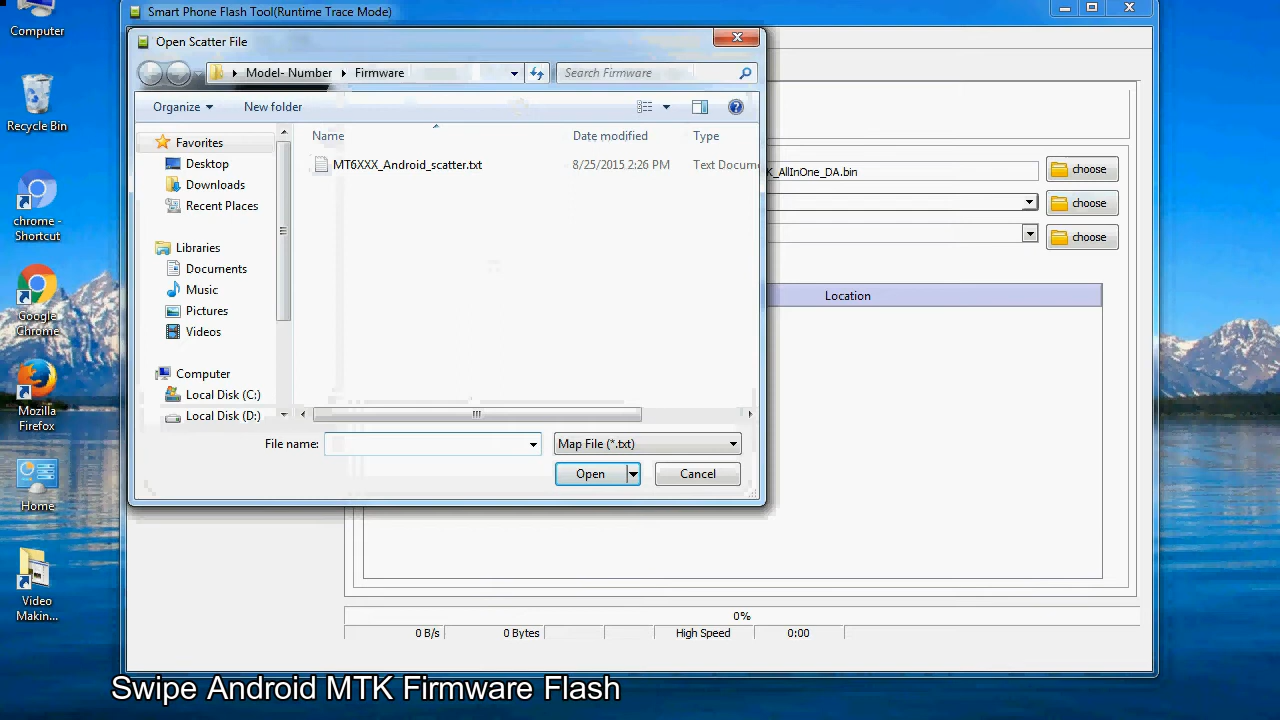 Computer
Recycle Bin
chrome -
Shortcut
Google
Chrome
Mozilla
Firefox
Home
Video
Makin...
Smart Phone Flash Tool(Runtime Trace Mode)
Open Scatter File
Model- Number
Firmware
Search Firmware
Organize
New folder
Favorites
Desktop
Downloads
Recent Places
Libraries
Documents
Music
Pictures
Videos
Computer
Local Disk (C:)
Local Disk (D:)
Name
Date modified
Type
MT6XXX_Android_scatter.txt
8/25/2015 2:26 PM
Text Docum
File name:
Map File (*.txt)
Open
Cancel
K_AllInOne_DA.bin
choose
choose
choose
Location
0%
0 B/s
0 Bytes
High Speed
0:00
Swipe Android MTK Firmware Flash